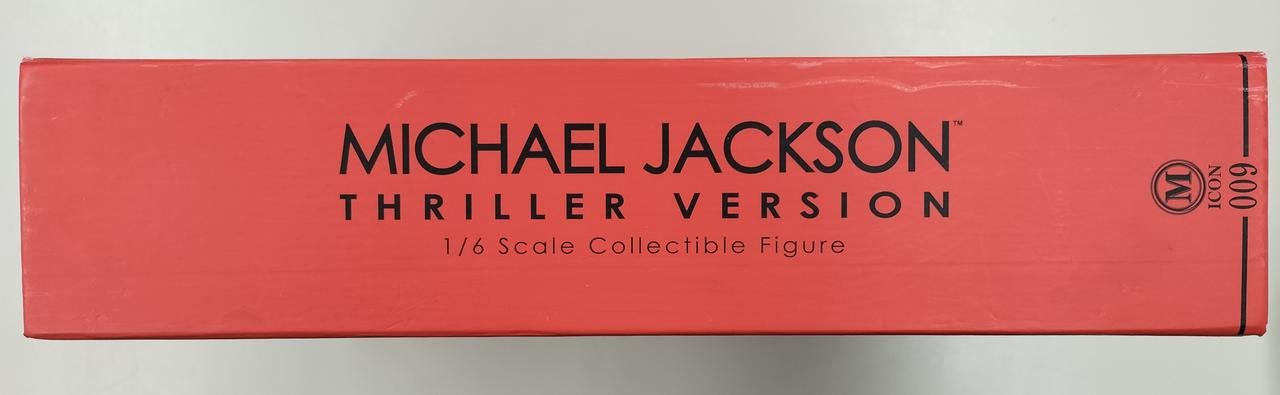 MICHAEL JACKSON™
THRILLER VERSION
1/6 Scale Collectible Figure
M
ICON
009